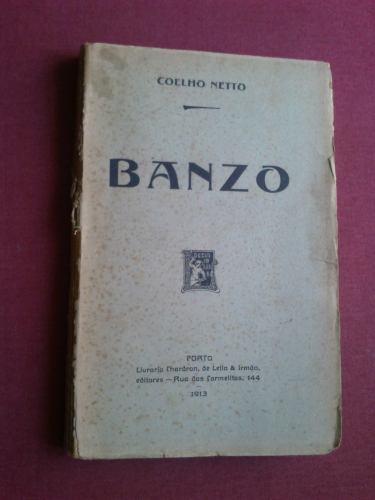 COELHO NETTO
BANZO
PORTO
Livraria Chardron, de Lello & Irmão,
editores — Rua das Carmelitas, 144
1913